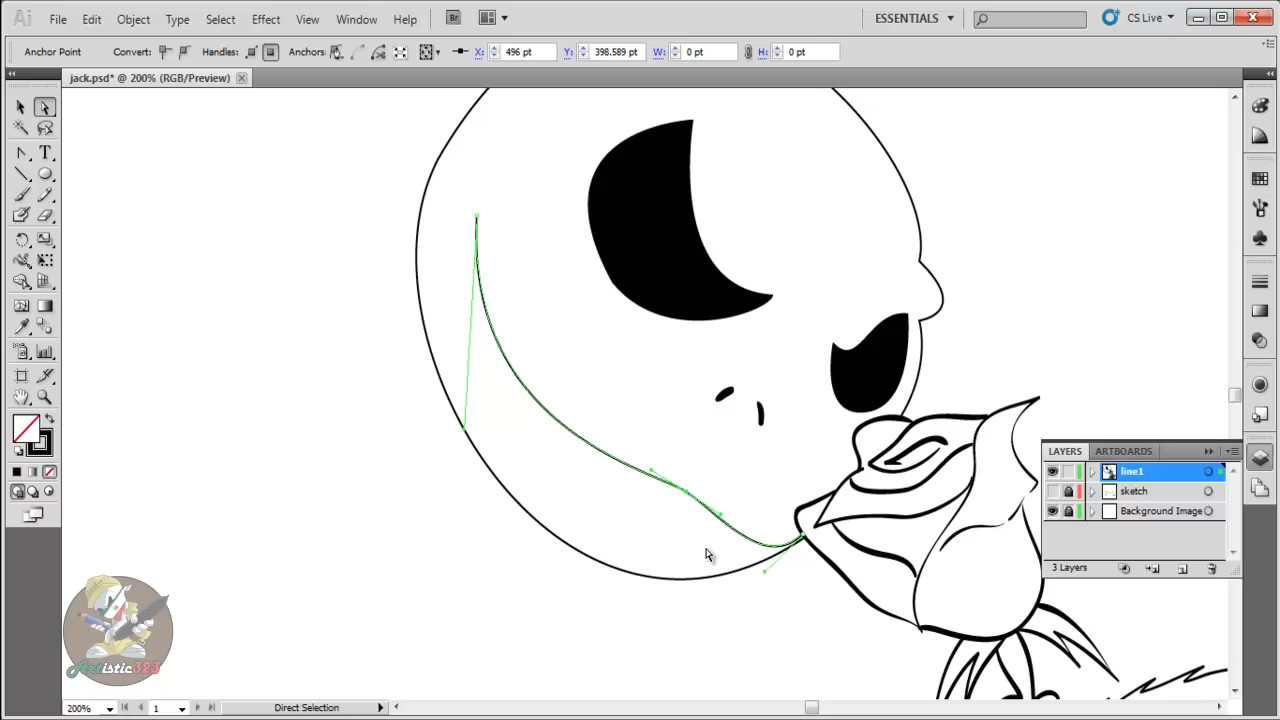 Ai File Edit Object Type Select Effect View Window Help Br ESSENTIALS CS Live
Anchor Point Convert: Handles: Anchors: X: 496 pt Y: 398.589 pt W: 0 pt H: 0 pt
jack.psd* @ 200% (RGB/Preview)
T
LAYERS ARTBOARDS
line1
sketch
Background Image
3 Layers
Artistic323
200% 1 Direct Selection